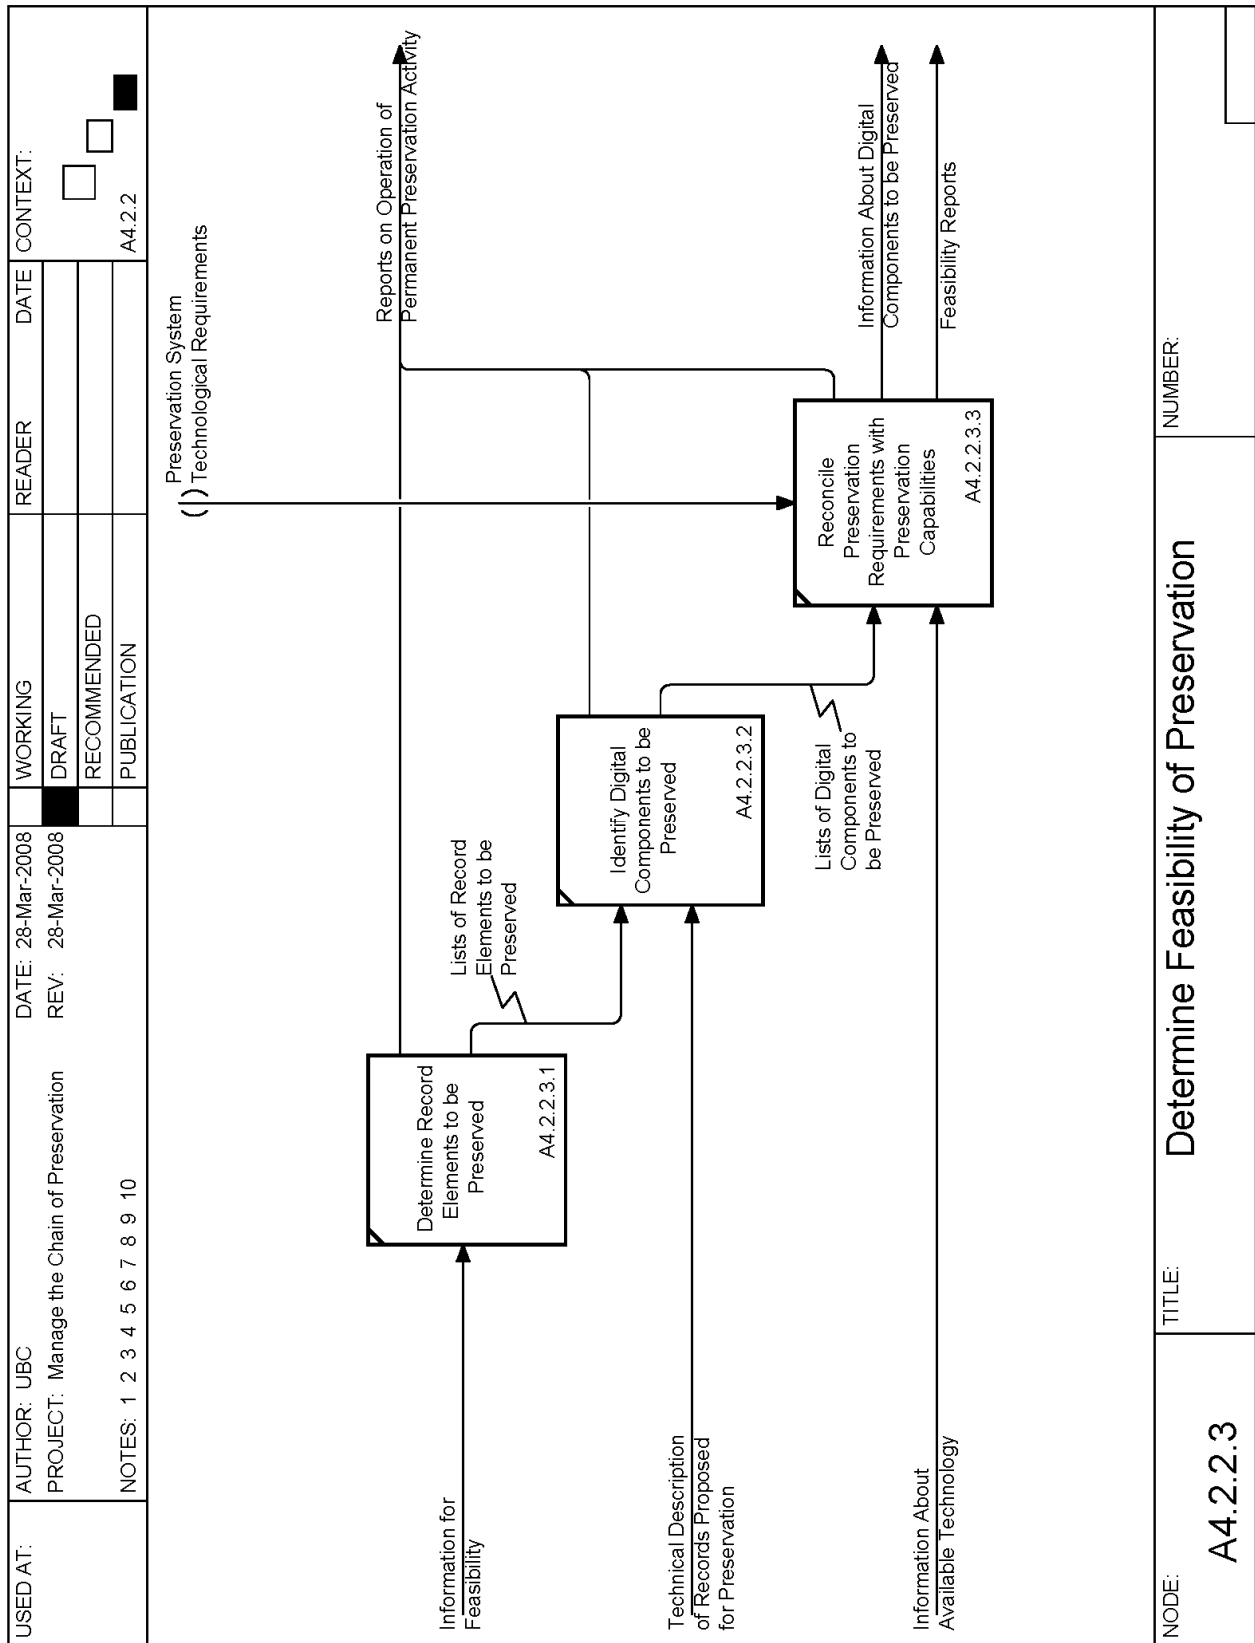 USED AT:
AUTHOR: UBC
PROJECT: Manage the Chain of Preservation
NOTES: 1 2 3 4 5 6 7 8 9 10
DATE: 28-Mar-2008
REV: 28-Mar-2008
WORKING
DRAFT
RECOMMENDED
PUBLICATION
READER
DATE
CONTEXT:
A4.2.2
Preservation System
Technological Requirements
Reports on Operation of
Permanent Preservation Activity
Information for
Feasibility
Determine Record
Elements to be
Preserved
A4.2.2.3.1
Lists of Record
Elements to be
Preserved
Technical Description
of Records Proposed
for Preservation
Identify Digital
Components to be
Preserved
A4.2.2.3.2
Lists of Digital
Components to
be Preserved
Reconcile
Preservation
Requirements with
Preservation
Capabilities
A4.2.2.3.3
Information About Digital
Components to be Preserved
Feasibility Reports
Information About
Available Technology
NODE:
A4.2.2.3
TITLE:
Determine Feasibility of Preservation
NUMBER: